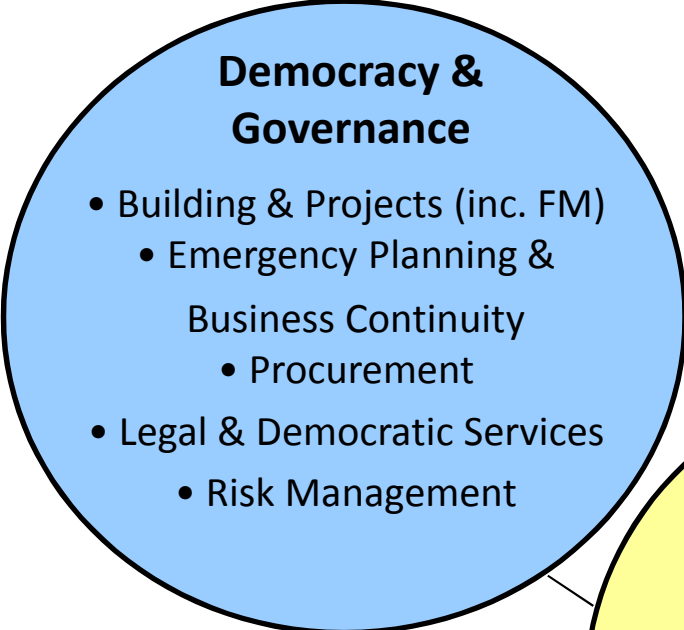 Democracy &
Governance
• Building & Projects (inc. FM)
• Emergency Planning &
Business Continuity
• Procurement
• Legal & Democratic Services
• Risk Management